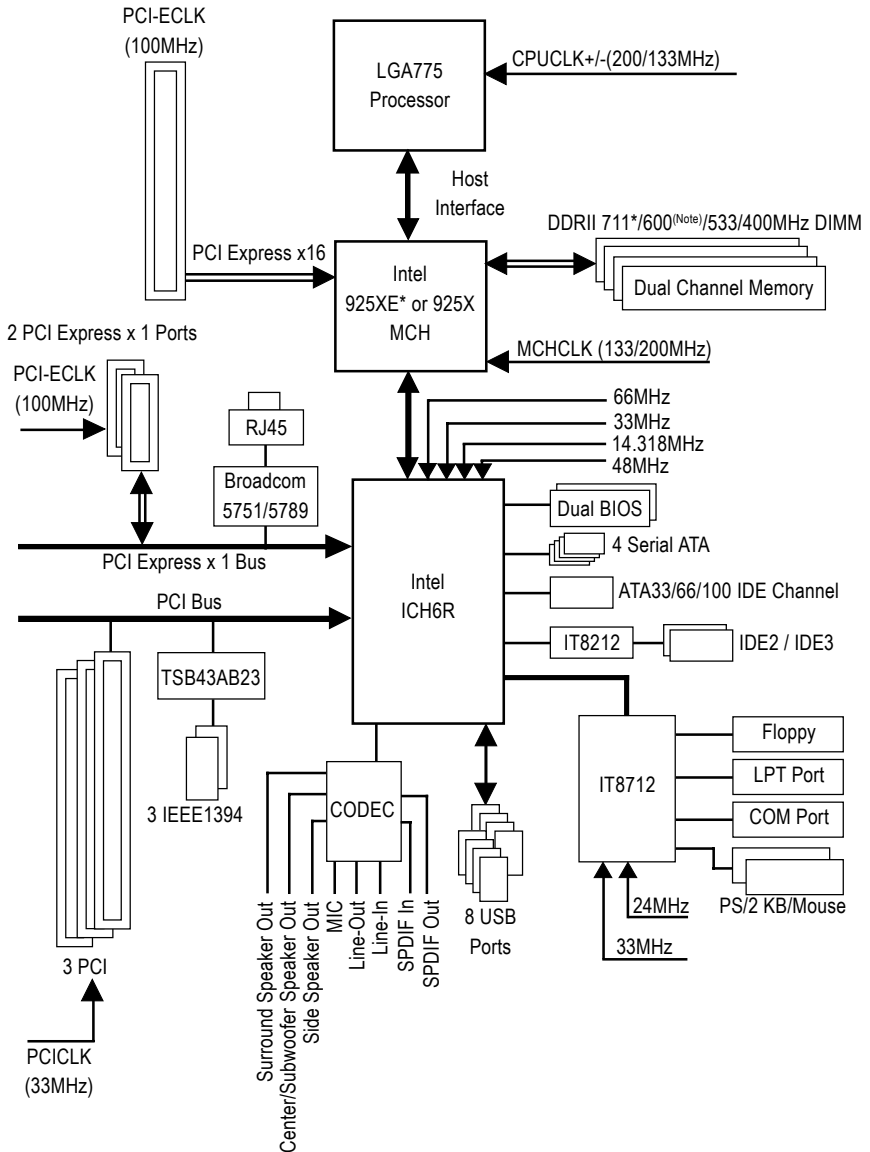 PCI-ECLK
(100MHz)
LGA775
Processor
CPUCLK+/-(200/133MHz)
Host
Interface
DDRII 711*/600(Note)/533/400MHz DIMM
PCI Express x16
Intel
925XE* or 925X
MCH
Dual Channel Memory
2 PCI Express x 1 Ports
MCHCLK (133/200MHz)
PCI-ECLK
(100MHz)
66MHz
33MHz
14.318MHz
48MHz
RJ45
Broadcom
5751/5789
Dual BIOS
4 Serial ATA
PCI Express x 1 Bus
Intel
ICH6R
ATA33/66/100 IDE Channel
PCI Bus
IT8212
IDE2 / IDE3
TSB43AB23
3 IEEE1394
CODEC
IT8712
Floppy
LPT Port
COM Port
PS/2 KB/Mouse
24MHz
33MHz
8 USB
Ports
Surround Speaker Out
Center/Subwoofer Speaker Out
Side Speaker Out
MIC
Line-Out
Line-In
SPDIF In
SPDIF Out
3 PCI
PCICLK
(33MHz)